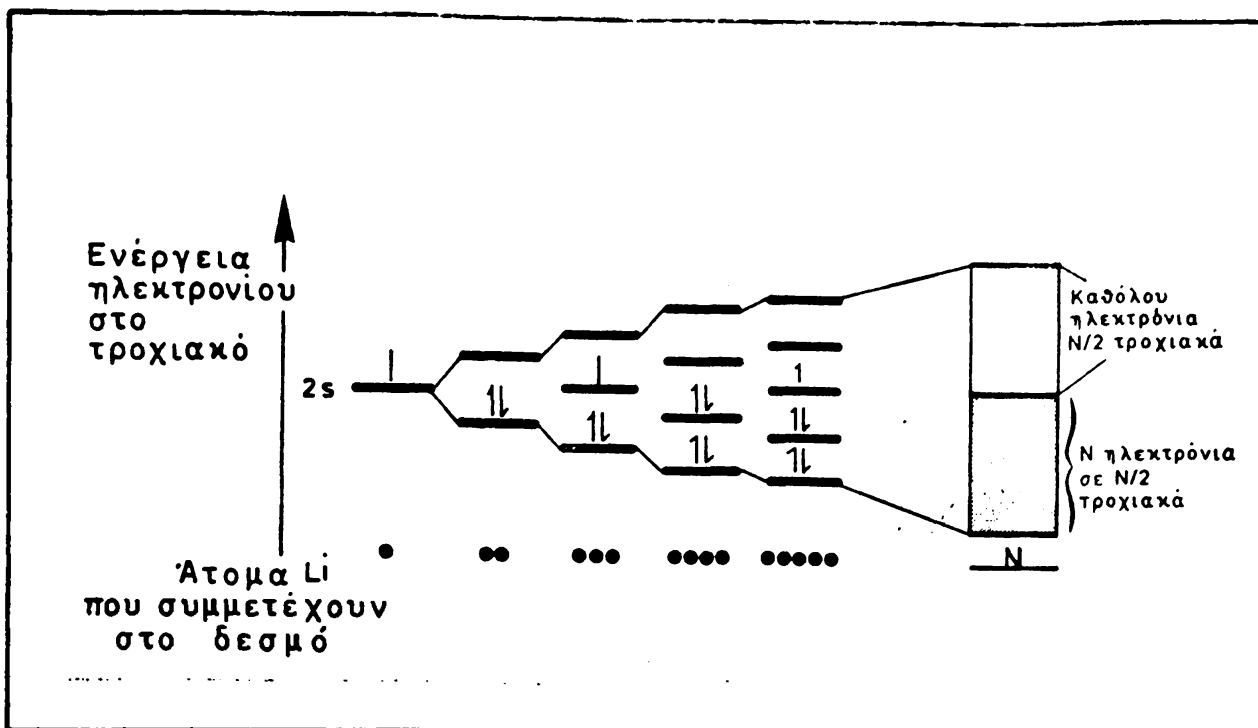 Ενέργεια
ηλεκτρονίου
στο
τροχιακό
2s
Καθόλου
ηλεκτρόνια
N/2 τροχιακά
N ηλεκτρόνια
σε N/2
τροχιακά
N
Άτομα Li
που συμμετέχουν
στο δεσμό